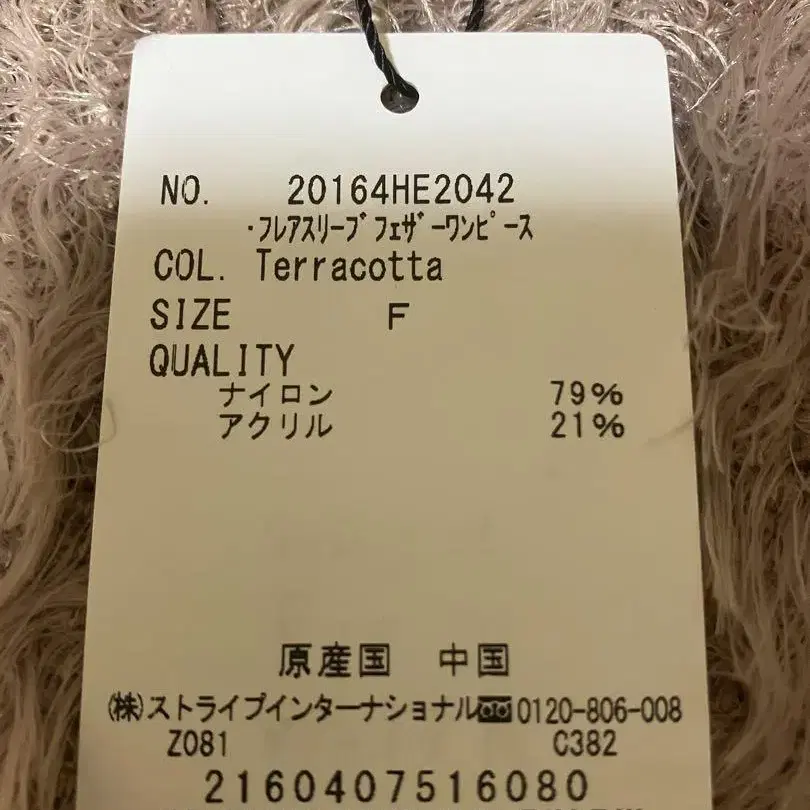 NO. 20164HE2042
・フレアスリーブフェザーワンピース
COL. Terracotta
SIZE F
QUALITY
ナイロン 79%
アクリル 21%
原産国 中国
(株)ストライプインターナショナル 0120-806-008
Z081 C382
2160407516080